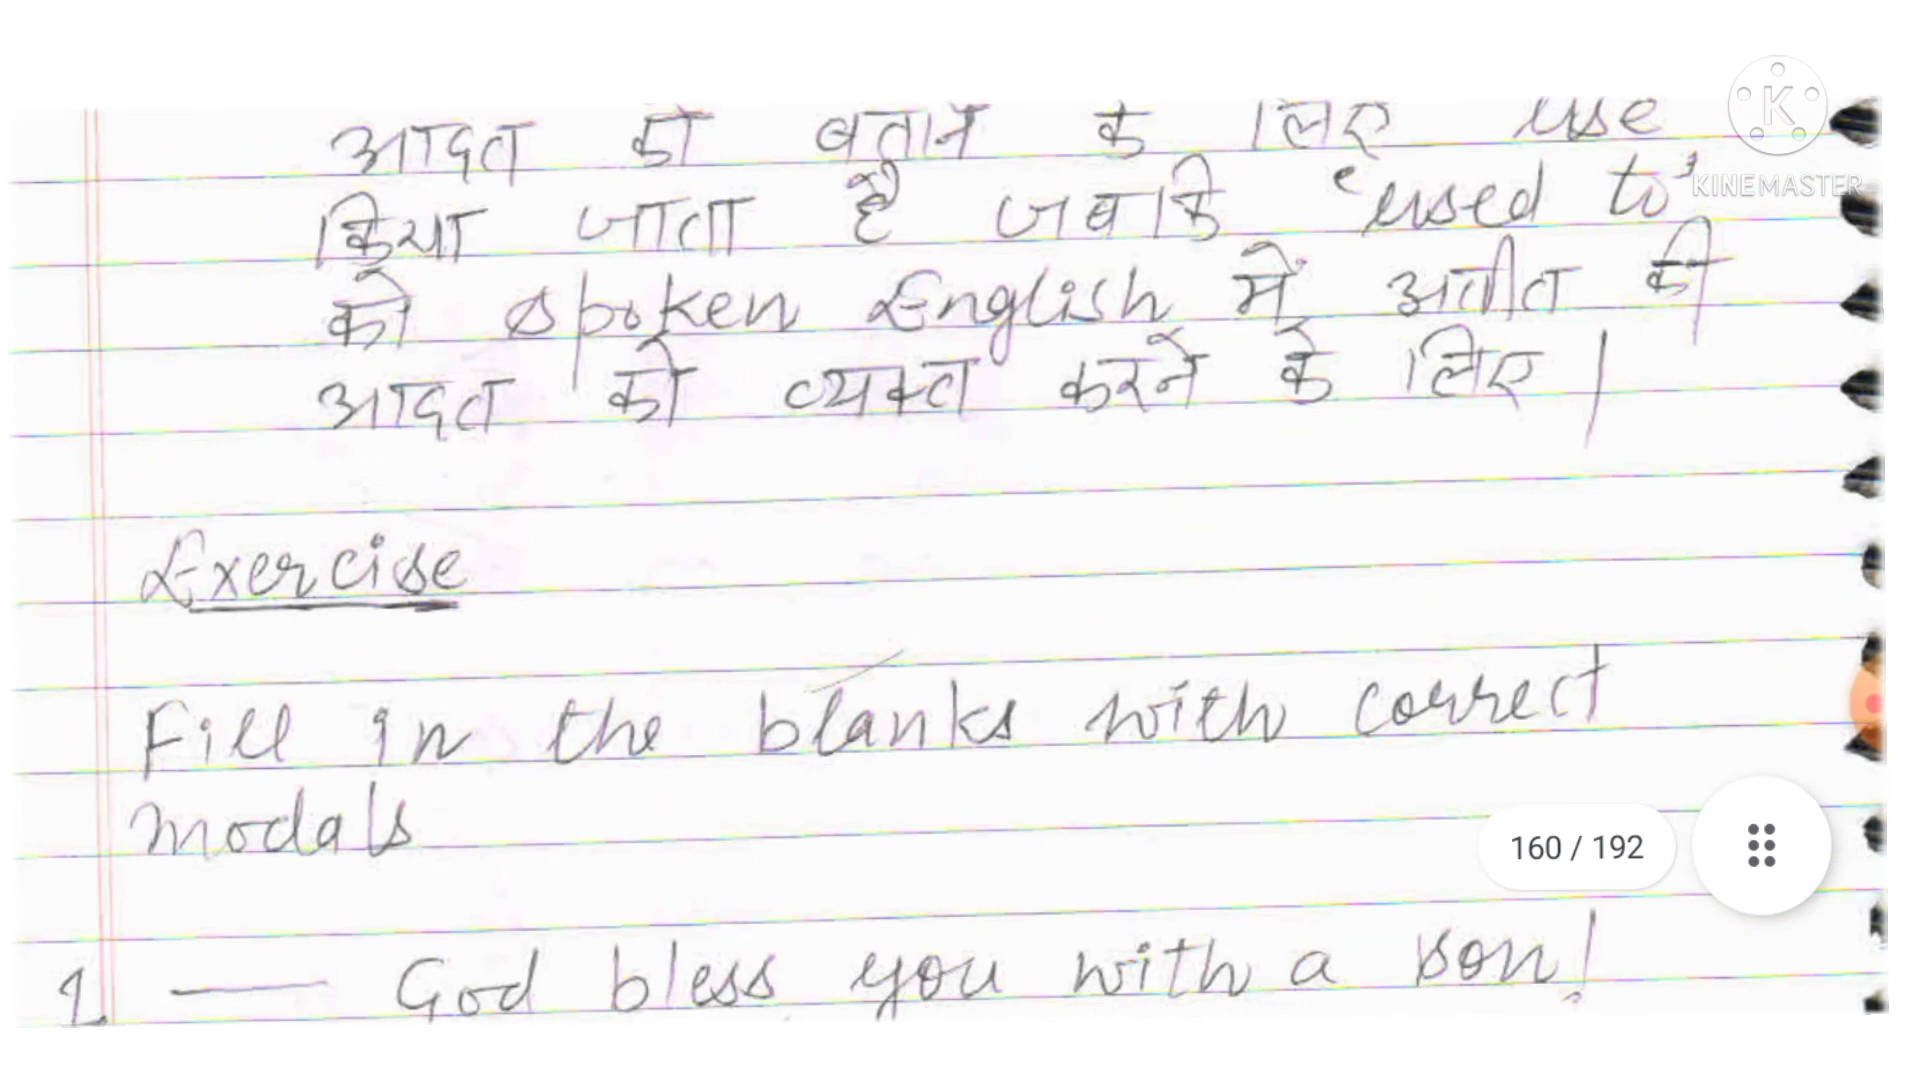 आदत को बताने के लिए use
किया जाता है जबकि 'used to'
को spoken English में अतीत की
आदत को व्यक्त करने के लिए |
Exercise
Fill in the blanks with correct
modals
1 — God bless you with a son!
K
KINEMASTER
160 / 192